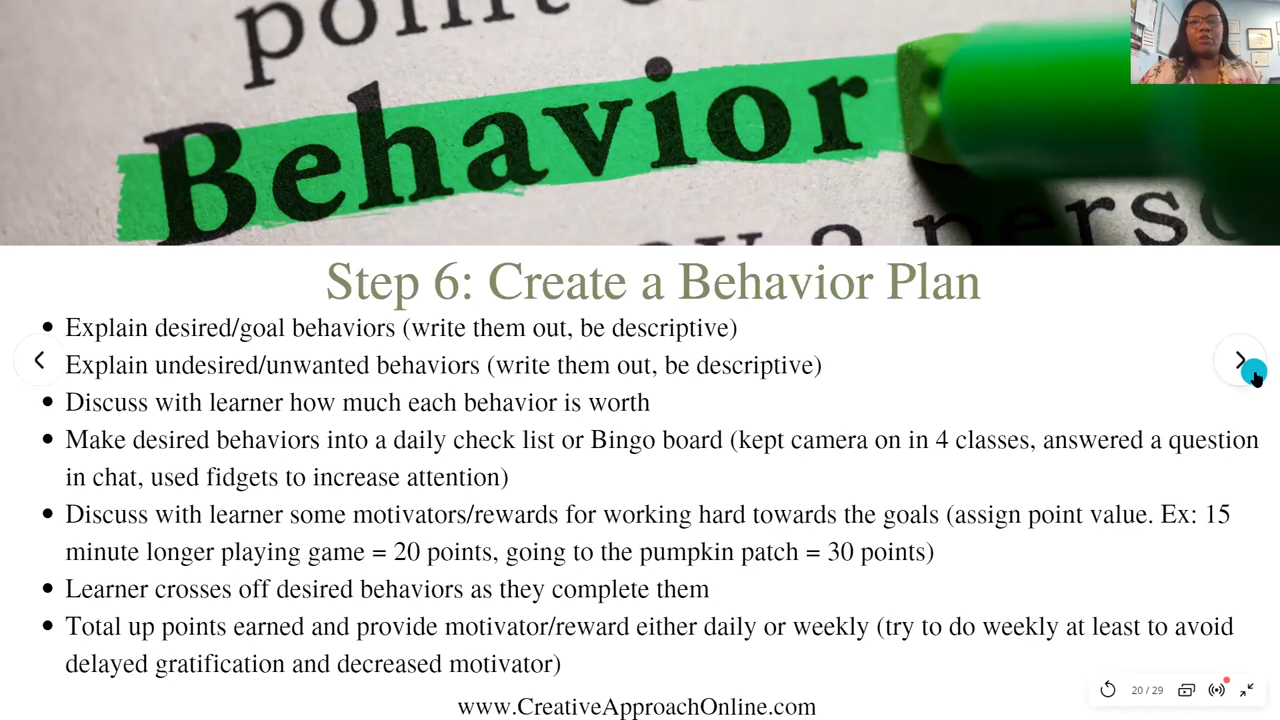 point
Behavior
a perso
Step 6: Create a Behavior Plan
• Explain desired/goal behaviors (write them out, be descriptive)
• Explain undesired/unwanted behaviors (write them out, be descriptive)
• Discuss with learner how much each behavior is worth
• Make desired behaviors into a daily check list or Bingo board (kept camera on in 4 classes, answered a question
in chat, used fidgets to increase attention)
• Discuss with learner some motivators/rewards for working hard towards the goals (assign point value. Ex: 15
minute longer playing game = 20 points, going to the pumpkin patch = 30 points)
• Learner crosses off desired behaviors as they complete them
• Total up points earned and provide motivator/reward either daily or weekly (try to do weekly at least to avoid
delayed gratification and decreased motivator)
20 / 29
www.CreativeApproachOnline.com